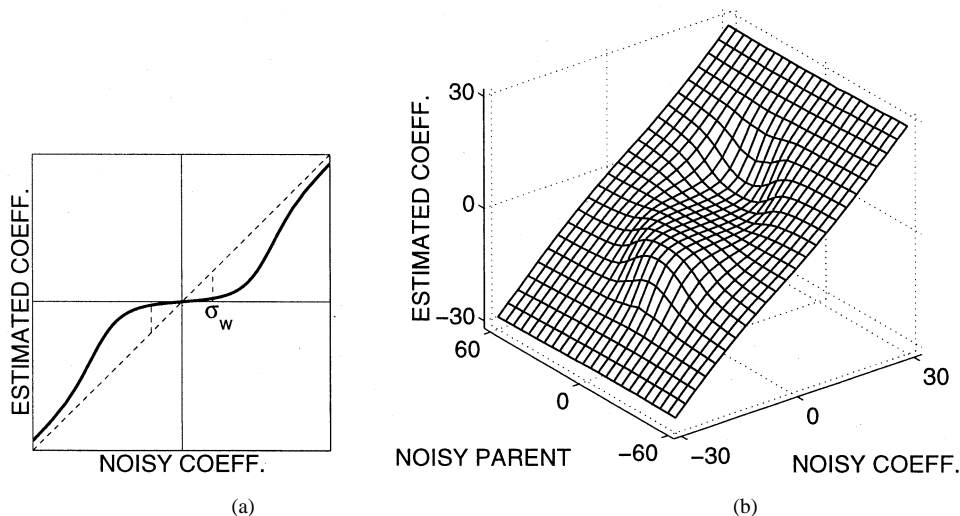 ESTIMATED COEFF.
σw
NOISY COEFF.
(a)
ESTIMATED COEFF.
30
0
−30
60
0
−60
NOISY PARENT
−30
0
30
NOISY COEFF.
(b)